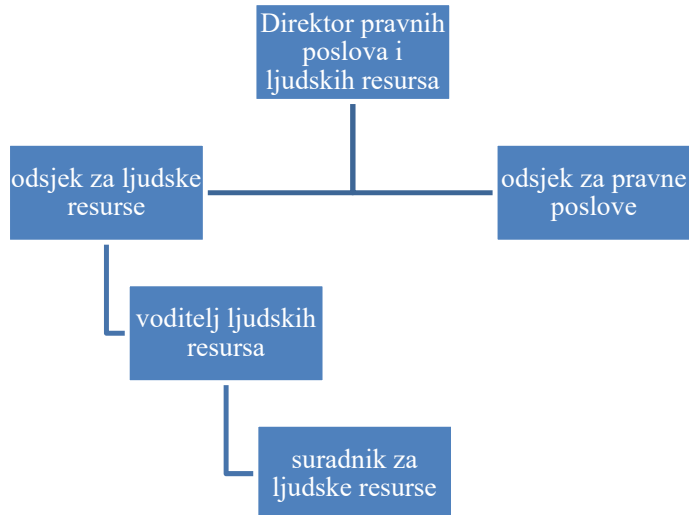 Direktor pravnih
poslova i
ljudskih resursa
odsjek za ljudske
resurse
odsjek za pravne
poslove
voditelj ljudskih
resursa
suradnik za
ljudske resurse